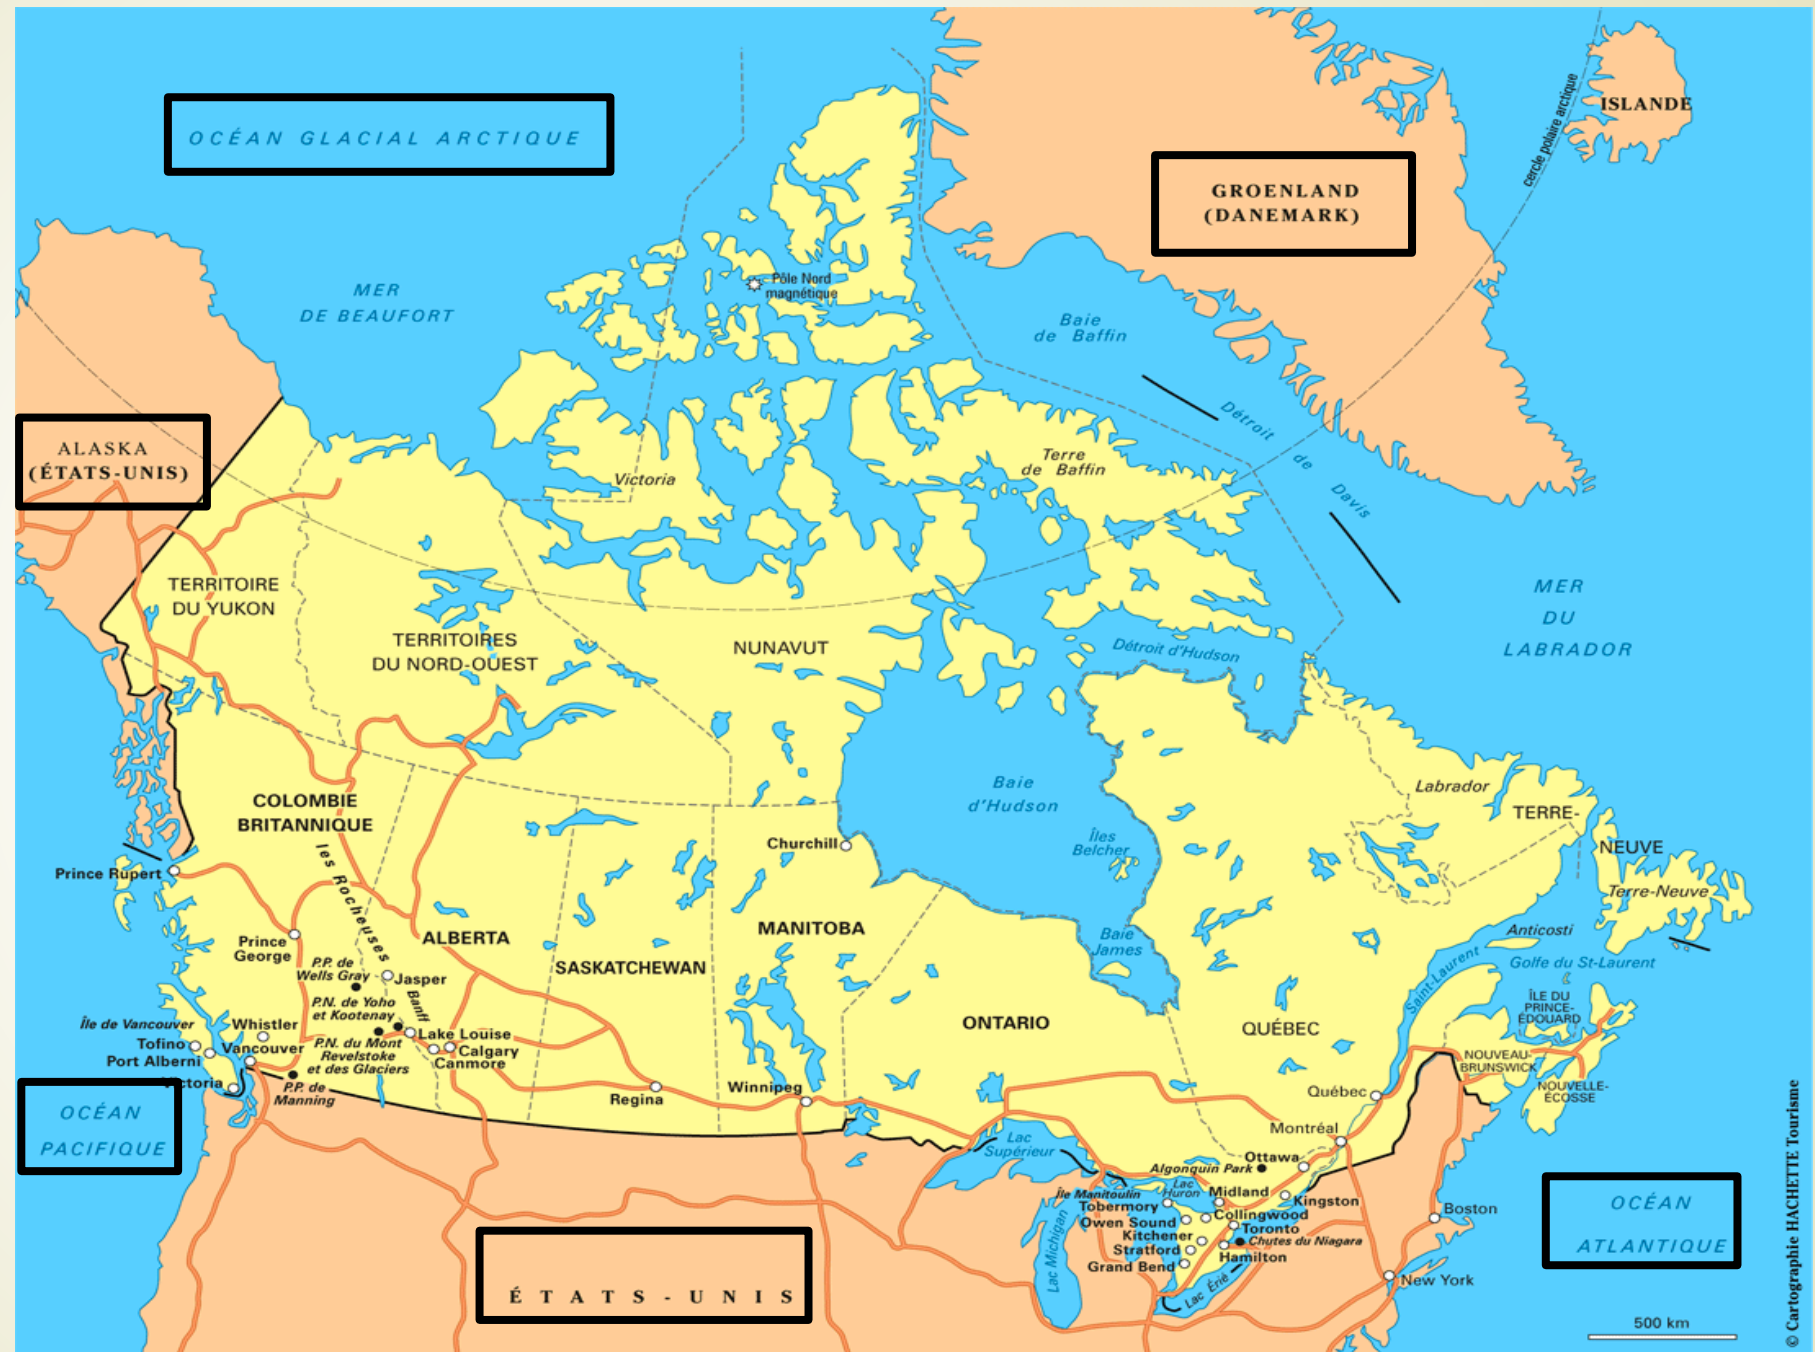 OCÉAN GLACIAL ARCTIQUE
ISLANDE
cercle polaire arctique
GROENLAND
(DANEMARK)
Pôle Nord
magnétique
MER
DE BEAUFORT
Baie
de Baffin
Détroit
de
Davis
ALASKA
(ÉTATS-UNIS)
Victoria
Terre
de Baffin
TERRITOIRE
DU YUKON
TERRITOIRES
DU NORD-OUEST
NUNAVUT
Détroit d'Hudson
MER
DU
LABRADOR
COLOMBIE
BRITANNIQUE
les Rocheuses
Baie
d'Hudson
Îles
Belcher
Churchill
Labrador
TERRE-
NEUVE
Terre-Neuve
Prince Rupert
Prince
George
ALBERTA
SASKATCHEWAN
MANITOBA
Baie
James
Anticosti
Golfe du St-Laurent
Saint-Laurent
P.P. de
Wells Gray
Jasper
Banff
P.N. de Yoho
et Kootenay
ÎLE DU
PRINCE-
ÉDOUARD
ONTARIO
QUÉBEC
Île de Vancouver
Whistler
Tofino
Vancouver
Port Alberni
Victoria
P.N. du Mont
Revelstoke
et des Glaciers
Lake Louise
Calgary
Canmore
P.P. de
Manning
NOUVEAU-
BRUNSWICK
NOUVELLE-
ÉCOSSE
Regina
Winnipeg
Québec
Montréal
OCÉAN
PACIFIQUE
Lac
Supérieur
Ottawa
Algonquin Park
Lac
Huron
Île Manitoulin
Midland
Kingston
Tobermory
Collingwood
Owen Sound
Toronto
Kitchener
Chutes du Niagara
Stratford
Hamilton
Grand Bend
Lac Michigan
Lac Érié
Boston
New York
OCÉAN
ATLANTIQUE
ÉTATS-UNIS
500 km
© Cartographie HACHETTE Tourisme